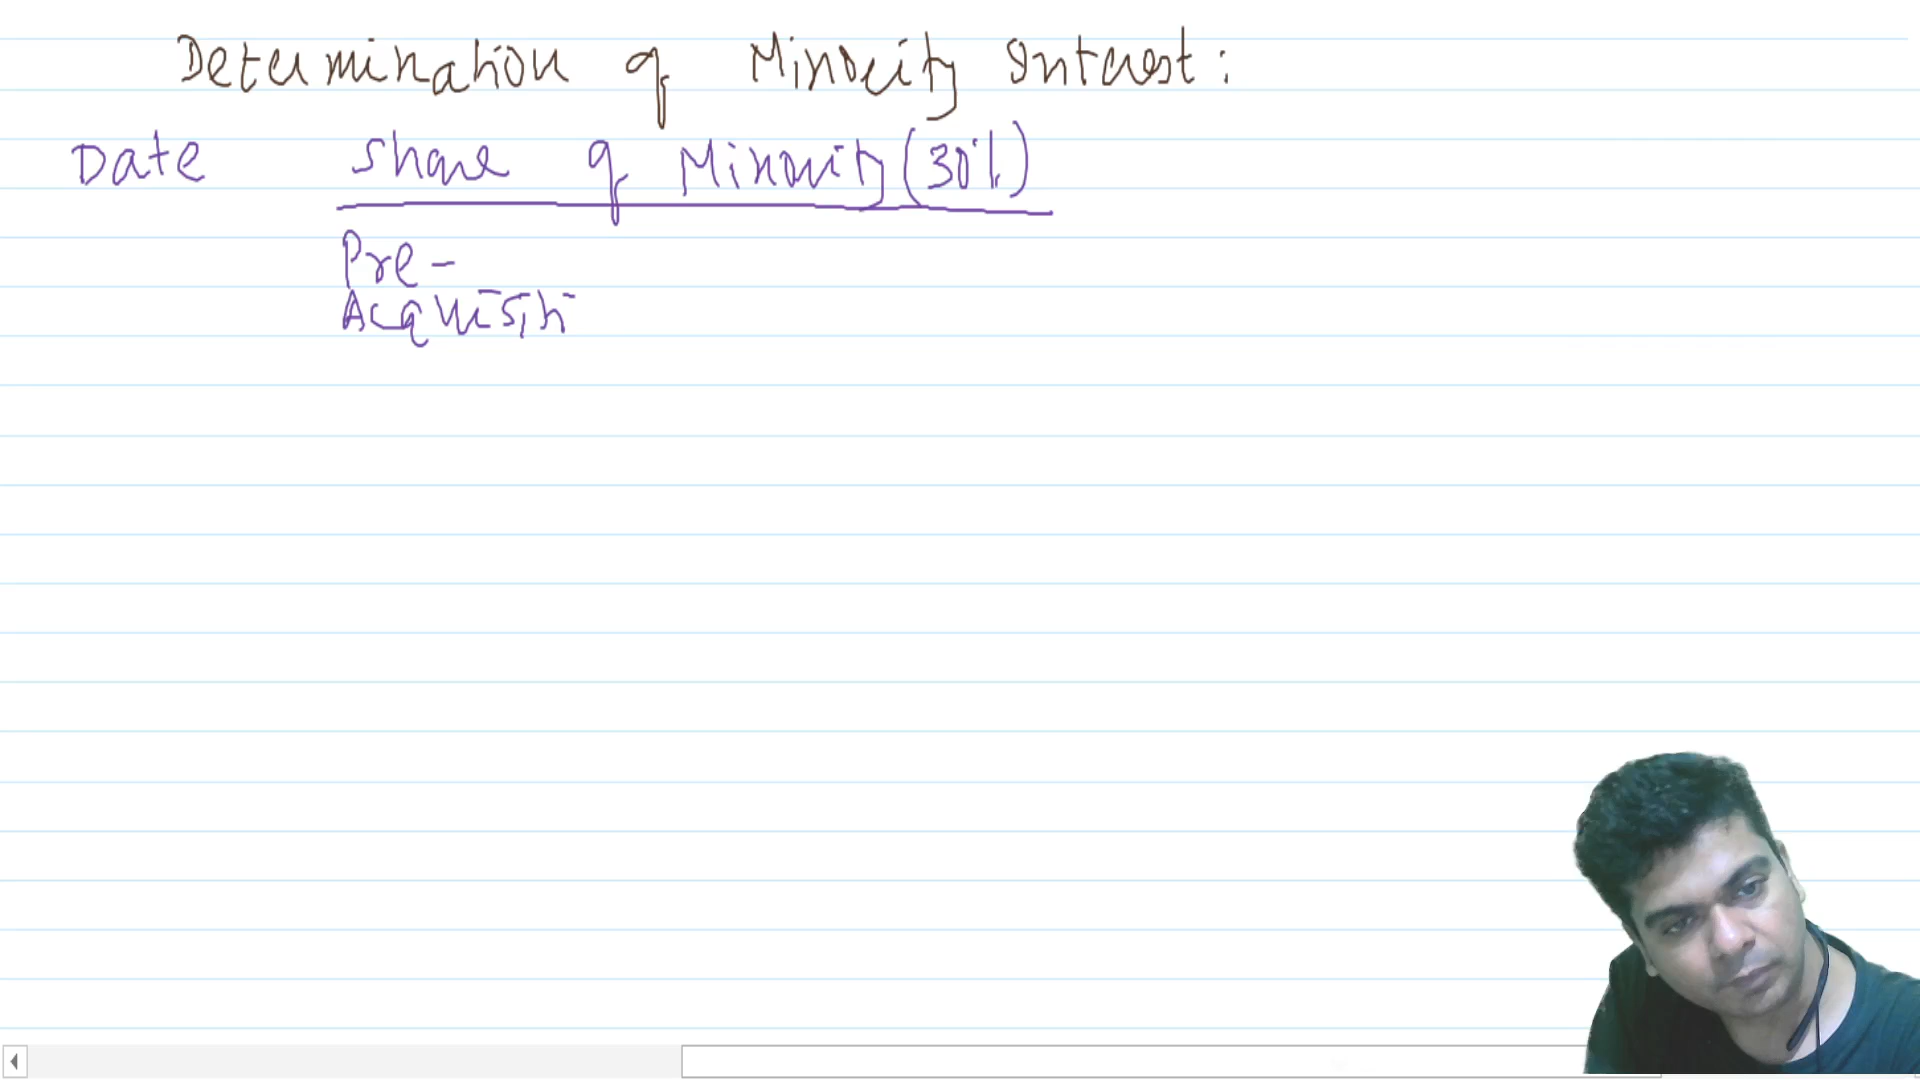 Determination of Minority Interest:
Date Share of Minority (30%)
Pre-
Acquisiti